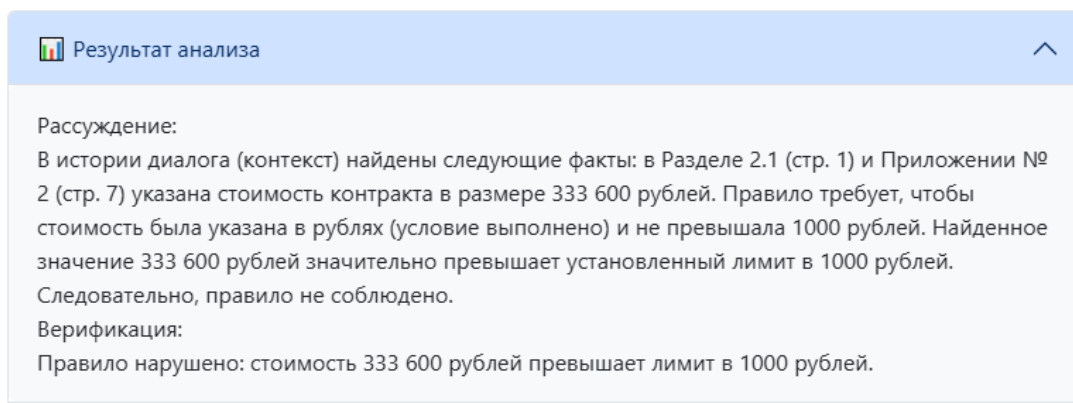 Результат анализа
Рассуждение:
В истории диалога (контекст) найдены следующие факты: в Разделе 2.1 (стр. 1) и Приложении №
2 (стр. 7) указана стоимость контракта в размере 333 600 рублей. Правило требует, чтобы
стоимость была указана в рублях (условие выполнено) и не превышала 1000 рублей. Найденное
значение 333 600 рублей значительно превышает установленный лимит в 1000 рублей.
Следовательно, правило не соблюдено.
Верификация:
Правило нарушено: стоимость 333 600 рублей превышает лимит в 1000 рублей.